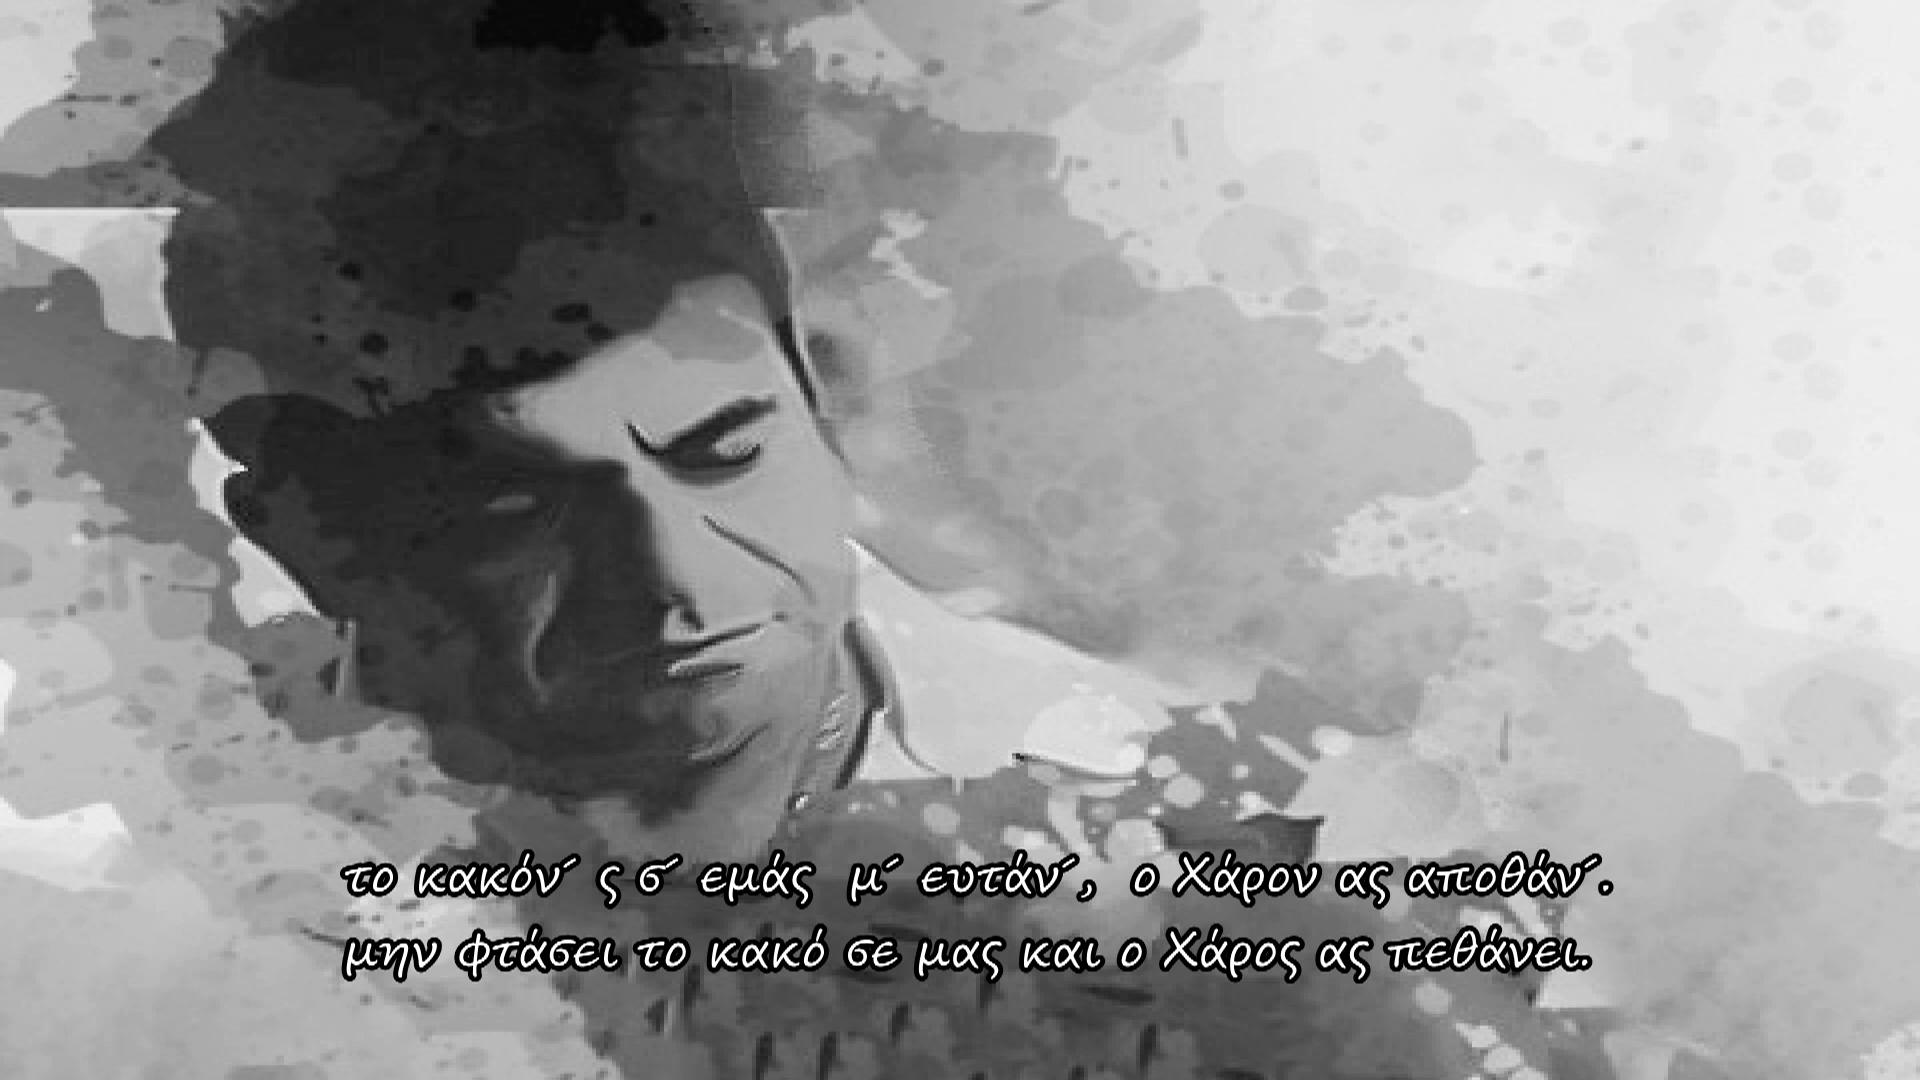 το κακόν΄ ς σ΄ εμάς μ΄ ευτάν΄, ο Χάρον ας αποθάν΄.
μην φτάσει το κακό σε μας και ο Χάρος ας πεθάνει.